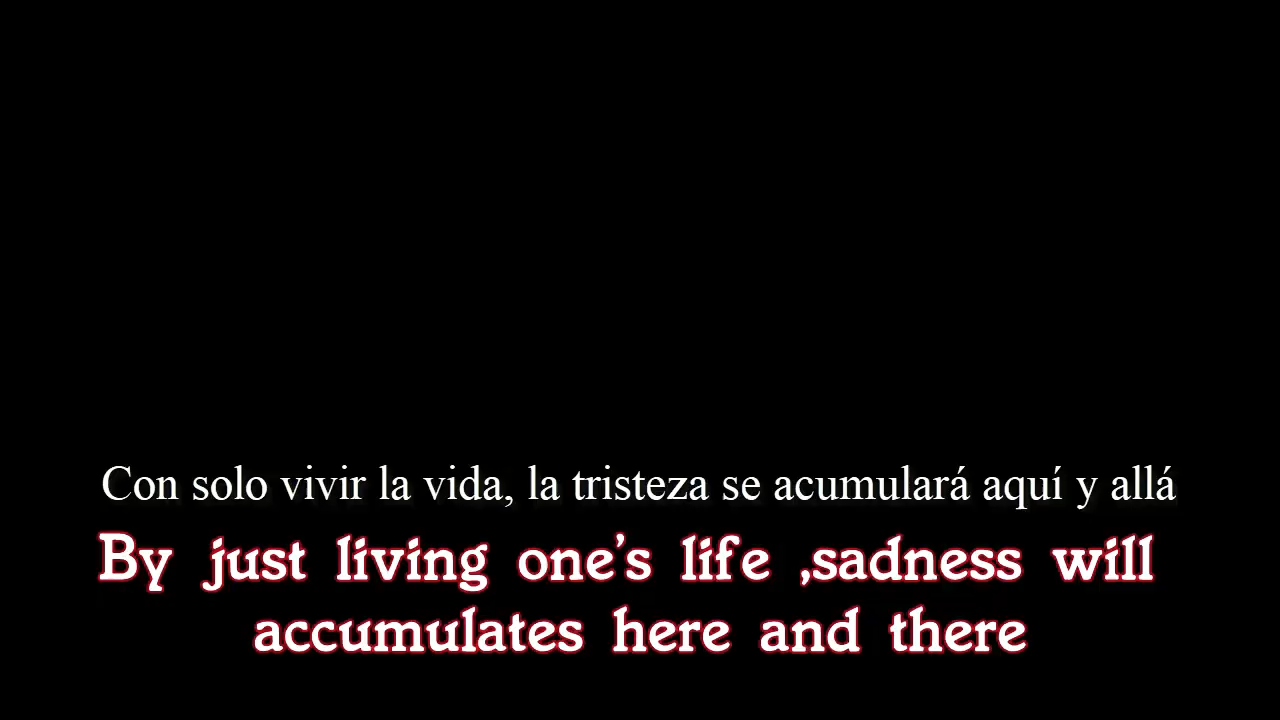 Con solo vivir la vida, la tristeza se acumulará aquí y allá
By just living one's life ,sadness will
accumulates here and there